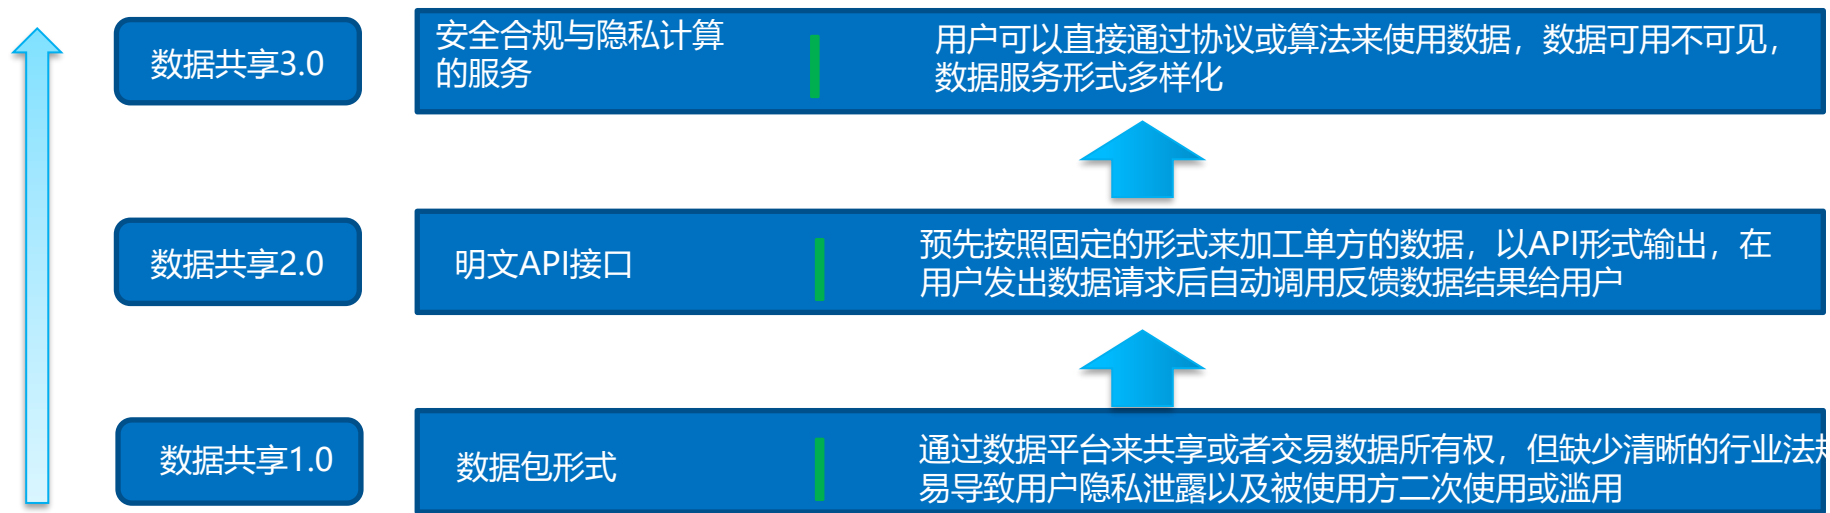 数据共享3.0
安全合规与隐私计算
的服务
用户可以直接通过协议或算法来使用数据，数据可用不可见，
数据服务形式多样化
数据共享2.0
明文API接口
预先按照固定的形式来加工单方的数据，以API形式输出，在
用户发出数据请求后自动调用反馈数据结果给用户
数据共享1.0
数据包形式
通过数据平台来共享或者交易数据所有权，但缺少清晰的行业法规
易导致用户隐私泄露以及被使用方二次使用或滥用